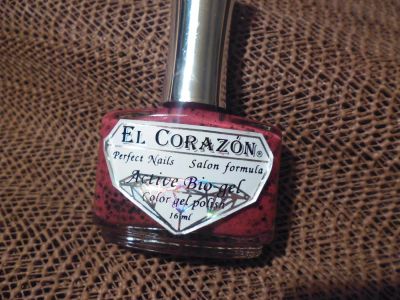 EL CORAZÓN®
Perfect Nails Salon formula
Active Bio-gel
Color gel polish
16 ml